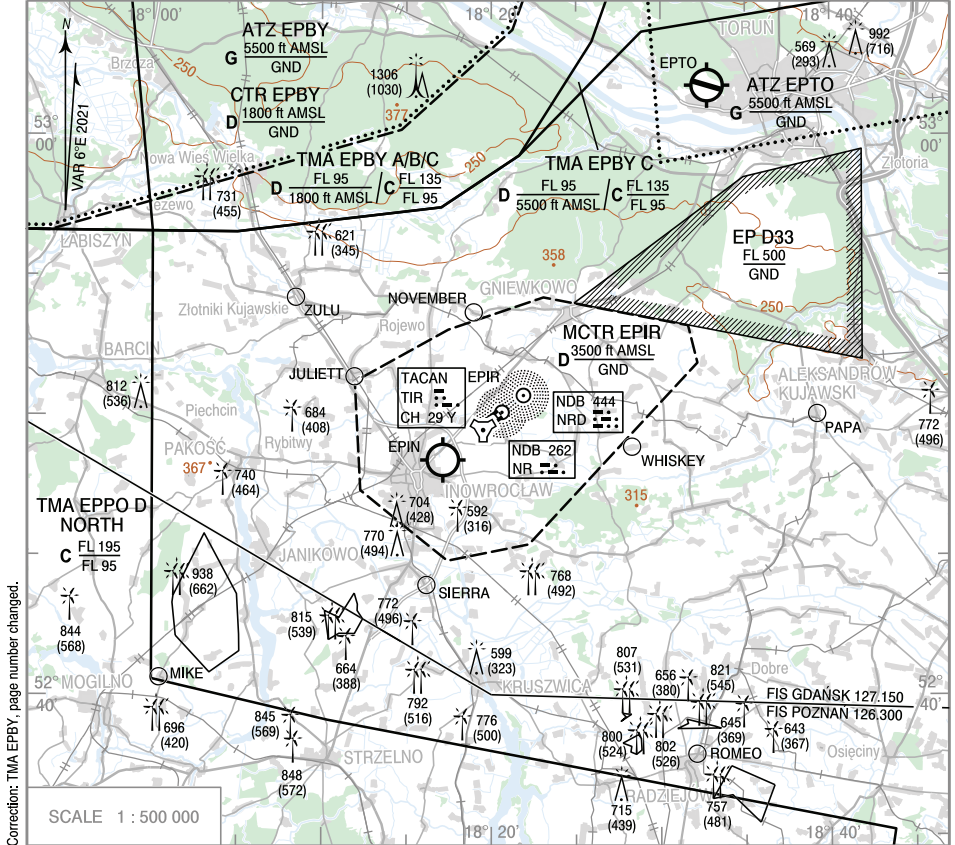 18° 00'
18° 20'
18° 40'
N
VAR 6°E 2021
53°
00'
53°
00'
Brzoza
250
ATZ EPBY
G 5500 ft AMSL
GND
CTR EPBY
D 1800 ft AMSL
GND
1306
(1030)
377
TORUŃ
569
(293)
992
(716)
EPTO
ATZ EPTO
G 5500 ft AMSL
GND
Złotoria
Nowa Wieś Wielka
731
(455)
eżewo
TMA EPBY A/B/C
D FL 95
1800 ft AMSL
/ C FL 135
FL 95
250
TMA EPBY C
D FL 95
5500 ft AMSL
/ C FL 135
FL 95
ŁABISZYN
621
(345)
358
EP D33
FL 500
GND
250
Złotniki Kujawskie
ZULU
NOVEMBER
GNIEWKOWO
Rojewo
MCTR EPIR
D 3500 ft AMSL
GND
BARCIN
JULIETT
812
(536)
Piechcin
684
(408)
Rybitwy
TACAN
TIR
CH 29 Y
EPIR
NDB 444
NRD
NDB 262
NR
ALEKSANDRÓW
KUJAWSKI
PAPA
772
(496)
PAKOŚĆ
367
740
(464)
EPIN
WHISKEY
INOWROCŁAW
315
704
(428)
592
(316)
770
(494)
JANIKOWO
TMA EPPO D
NORTH
C FL 195
FL 95
938
(662)
844
(568)
SIERRA
768
(492)
815
(539)
772
(496)
664
(388)
599
(323)
792
(516)
807
(531)
656
(380)
821
(545)
Dobre
52°
40'
MOGILNO
MIKE
696
(420)
845
(569)
848
(572)
776
(500)
KRUSZWICA
FIS GDAŃSK 127.150
FIS POZNAŃ 126.300
52°
40'
645
(369)
643
(367)
800
(524)
802
(526)
ROMEO
Osięciny
STRZELNO
RADZIEJÓW
715
(439)
757
(481)
SCALE 1 : 500 000
18° 20'
18° 40'
Correction: TMA EPBY, page number changed.